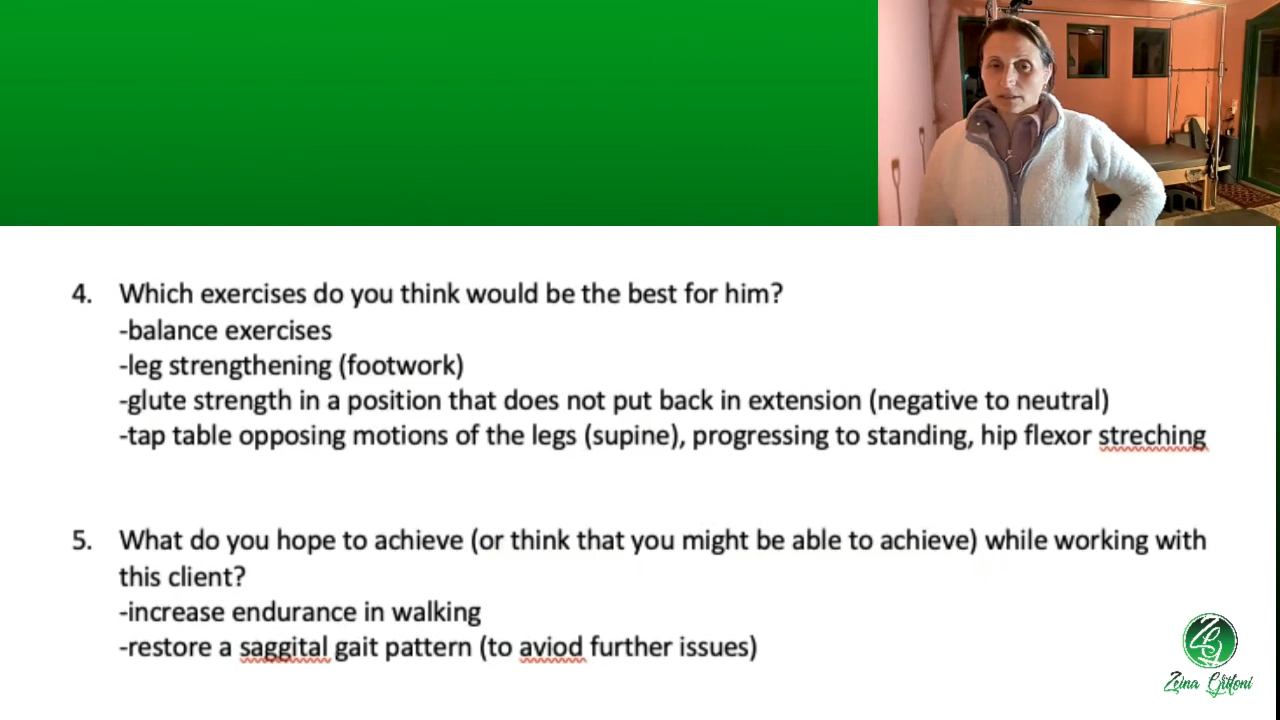 4. Which exercises do you think would be the best for him?
-balance exercises
-leg strengthening (footwork)
-glute strength in a position that does not put back in extension (negative to neutral)
-tap table opposing motions of the legs (supine), progressing to standing, hip flexor streching
5. What do you hope to achieve (or think that you might be able to achieve) while working with
this client?
-increase endurance in walking
-restore a saggital gait pattern (to aviod further issues)
Zeina